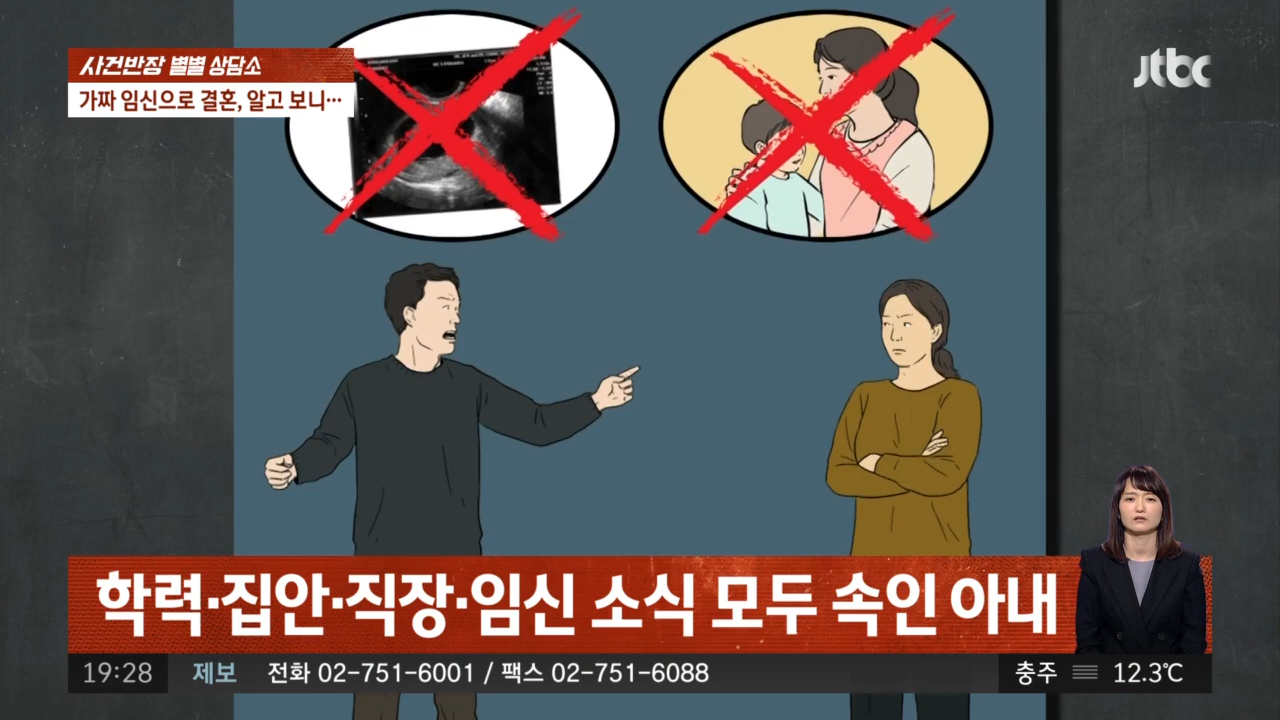 사건반장 별별 상담소
가짜 임신으로 결혼, 알고 보니…
jtbc
학력·집안·직장·임신 소식 모두 속인 아내
19:28 제보 전화 02-751-6001 / 팩스 02-751-6088 충주 12.3℃